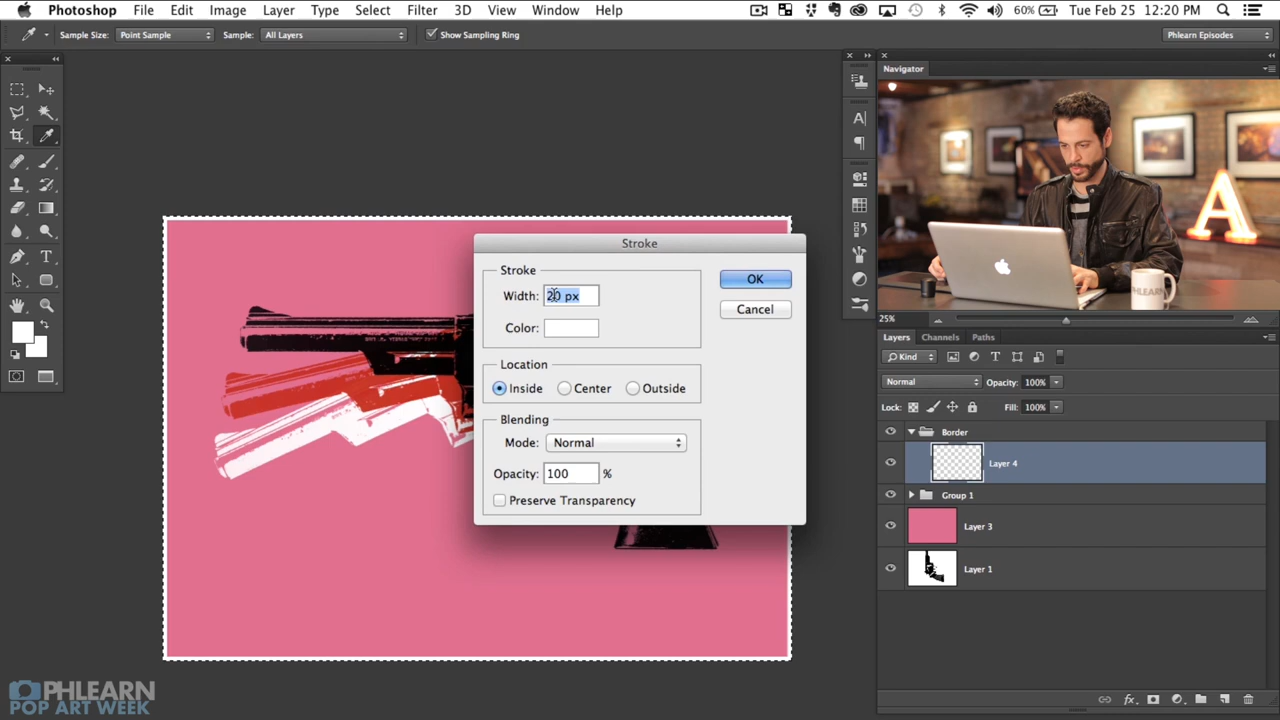 Photoshop File Edit Image Layer Type Select Filter 3D View Window Help 60% Tue Feb 25 12:20 PM
Sample Size: Point Sample Sample: All Layers Show Sampling Ring Phlearn Episodes
Navigator
A
25%
Layers Channels Paths
Kind
Normal Opacity: 100%
Lock: Fill: 100%
Border
Layer 4
Group 1
Layer 3
Layer 1
fx
Stroke
Stroke
Width: 20 px
Color:
OK
Cancel
Location
Inside Center Outside
Blending
Mode: Normal
Opacity: 100 %
Preserve Transparency
PHLEARN
POP ART WEEK